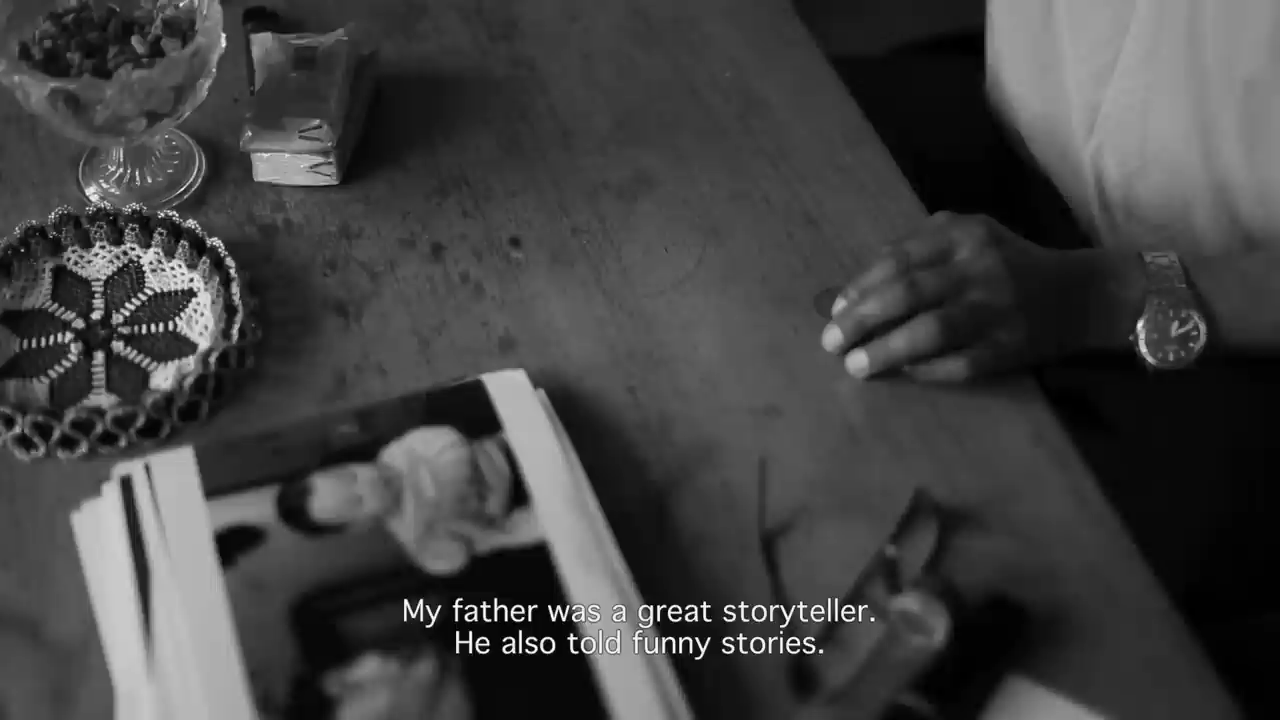 My father was a great storyteller.
He also told funny stories.